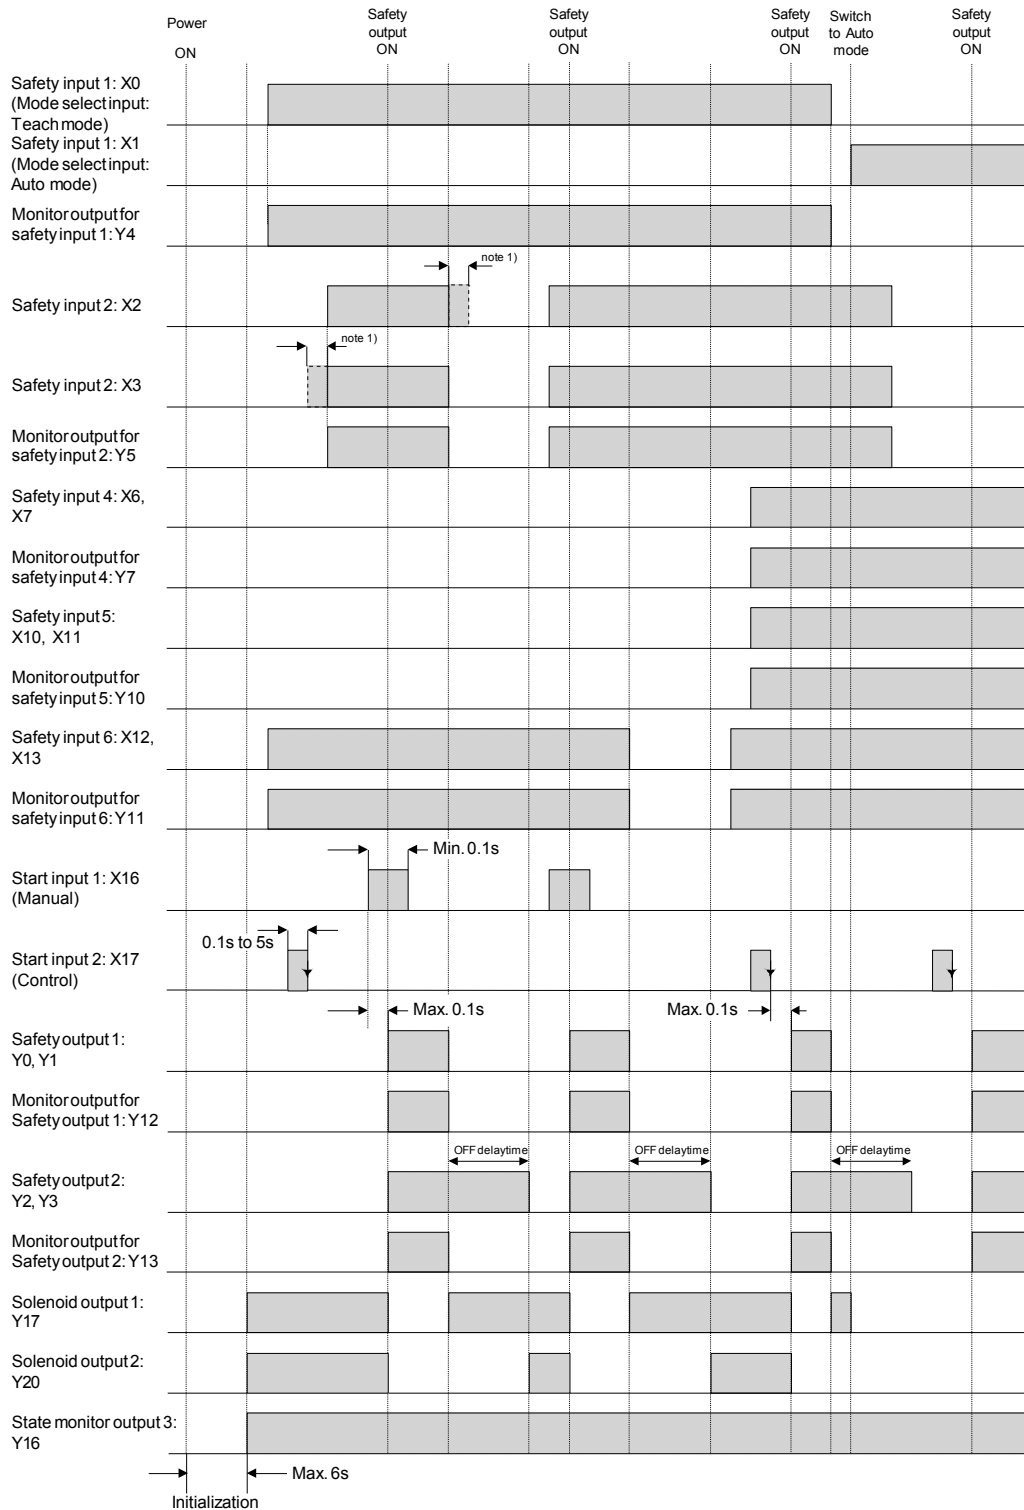 Power
ON
Safety
output
ON
Safety
output
ON
Safety
output
ON
Switch
to Auto
mode
Safety
output
ON
Safety input 1: X0
(Mode select input:
Teach mode)
Safety input 1: X1
(Mode select input:
Auto mode)
Monitor output for
safety input 1: Y4
note 1)
Safety input 2: X2
note 1)
Safety input 2: X3
Monitor output for
safety input 2: Y5
Safety input 4: X6,
X7
Monitor output for
safety input 4: Y7
Safety input 5:
X10, X11
Monitor output for
safety input 5: Y10
Safety input 6: X12,
X13
Monitor output for
safety input 6: Y11
Min. 0.1s
Start input 1: X16
(Manual)
0.1s to 5s
Start input 2: X17
(Control)
Max. 0.1s
Max. 0.1s
Safety output 1:
Y0, Y1
Monitor output for
Safety output 1: Y12
OFF delaytime
OFF delaytime
OFF delaytime
Safety output 2:
Y2, Y3
Monitor output for
Safety output 2: Y13
Solenoid output 1:
Y17
Solenoid output 2:
Y20
State monitor output 3:
Y16
Max. 6s
Initialization